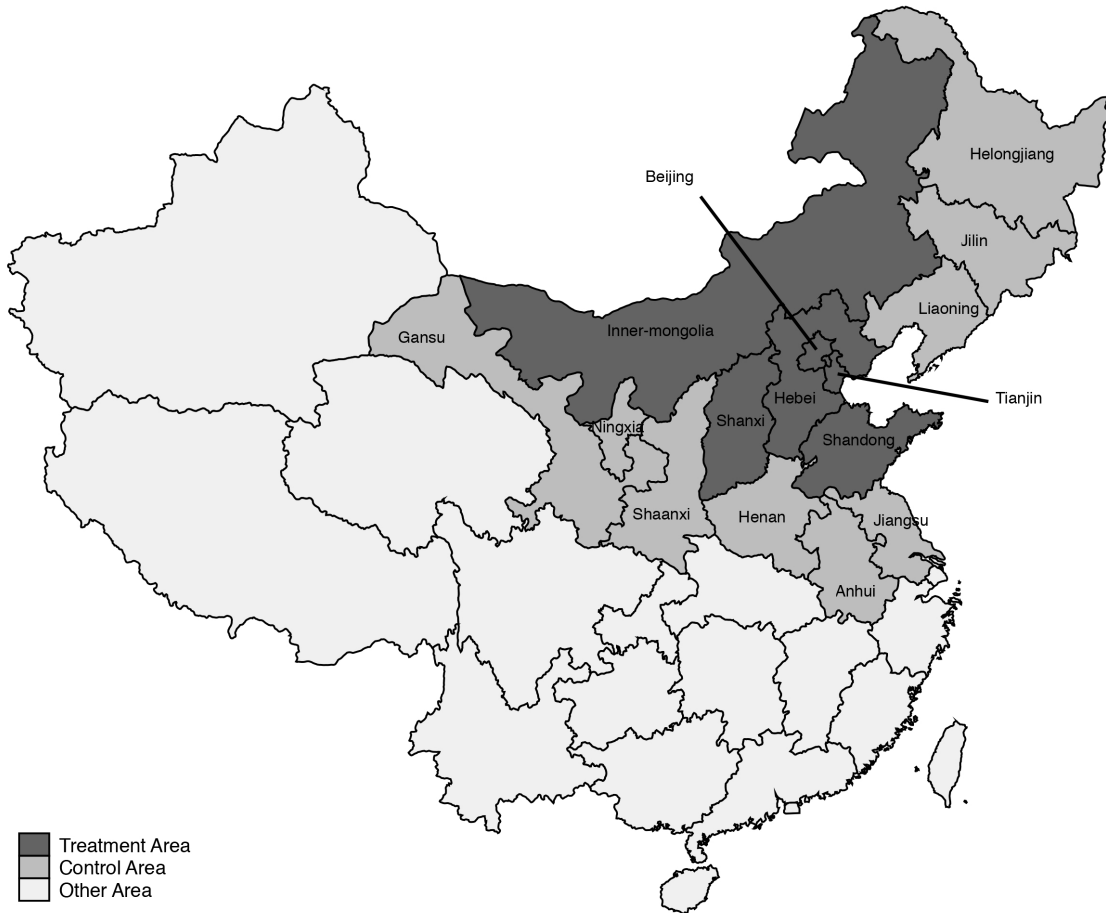 Helongjiang
Beijing
Jilin
Liaoning
Inner-mongolia
Gansu
Tianjin
Hebei
Shanxi
Ningxia
Shandong
Shaanxi
Henan
Jiangsu
Anhui
Treatment Area
Control Area
Other Area